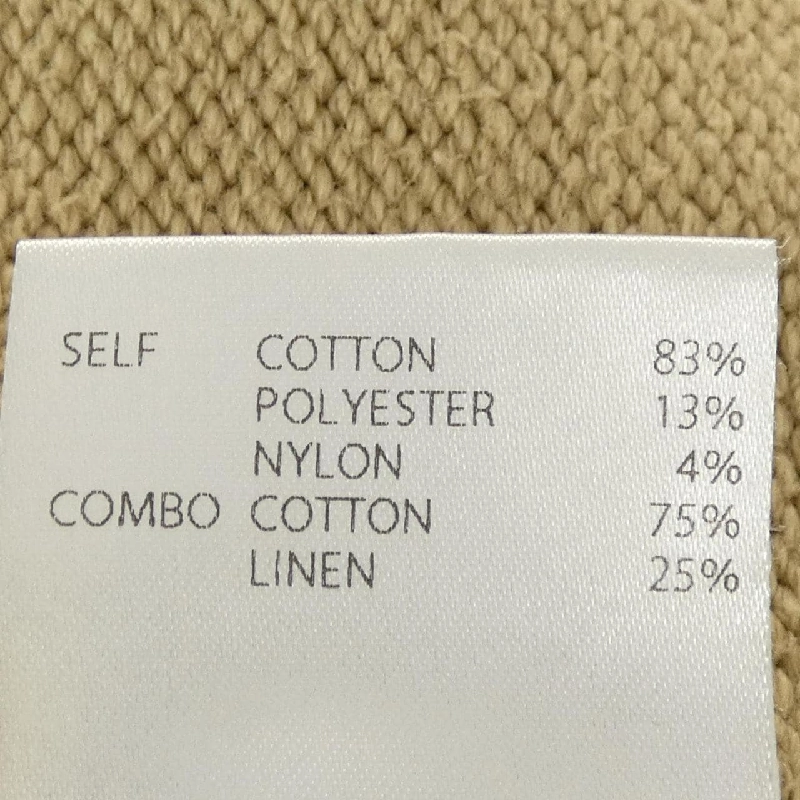 SELF COTTON 83%
POLYESTER 13%
NYLON 4%
COMBO COTTON 75%
LINEN 25%